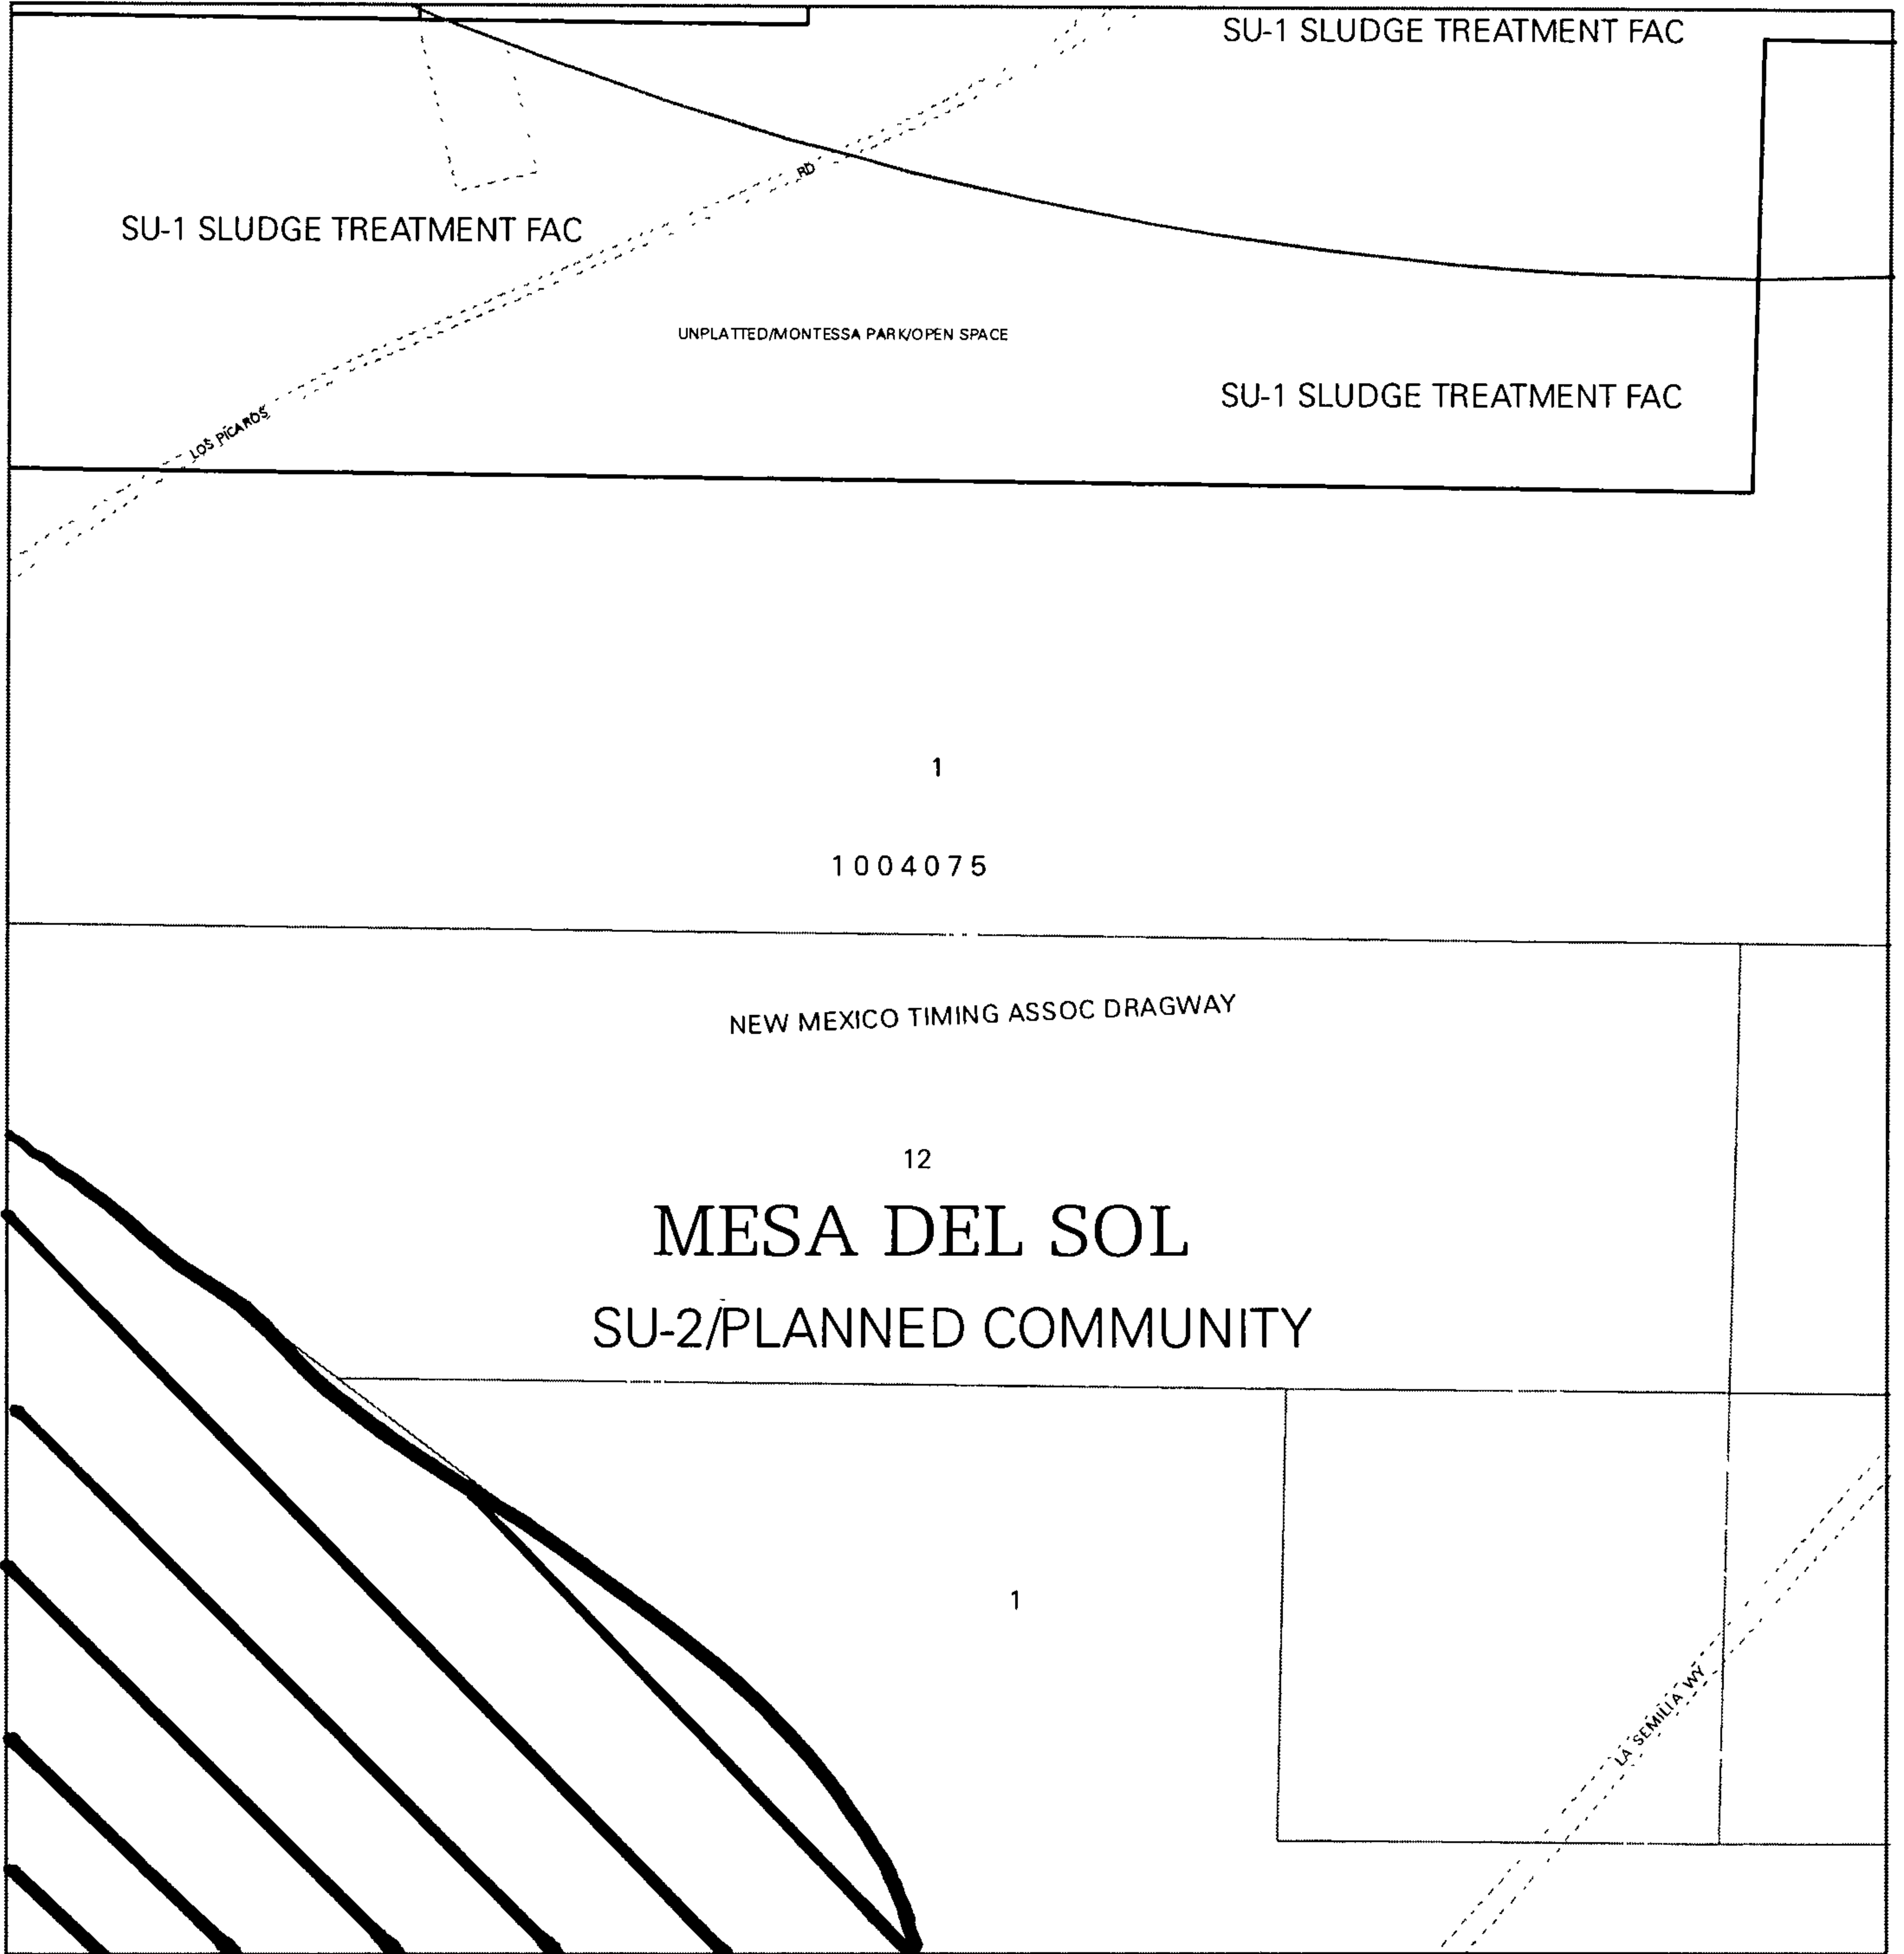 SU-1 SLUDGE TREATMENT FAC
RD
SU-1 SLUDGE TREATMENT FAC
UNPLATTED/MONTESSA PARK/OPEN SPACE
SU-1 SLUDGE TREATMENT FAC
LOS PICAROS
1
1004075
NEW MEXICO TIMING ASSOC DRAGWAY
12
MESA DEL SOL
SU-2/PLANNED COMMUNITY
1
LA SEMILIA WY